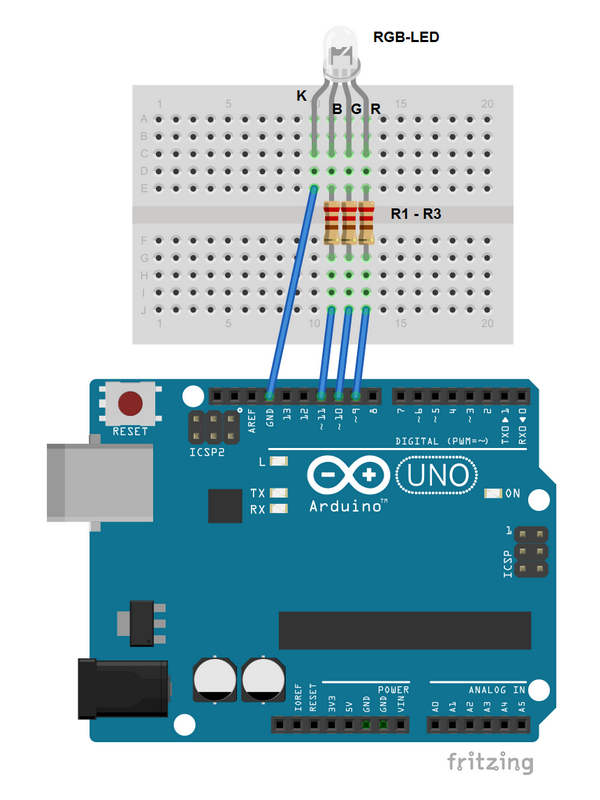 RGB-LED
K
B G R
1 5 10 15 20
A
B
C
D
E
R1 - R3
F
G
H
I
J
1 5 10 15 20
AREF
GND
13
12
~11
~10
~9
8
7
~6
~5
4
~3
2
TX0 1
RX0 0
RESET
ICSP2
DIGITAL (PWM=~)
L
TX
RX
UNO
Arduino™
ON
1
ICSP
POWER
ANALOG IN
IOREF
RESET
3V3
5V
GND
GND
VIN
A0
A1
A2
A3
A4
A5
fritzing